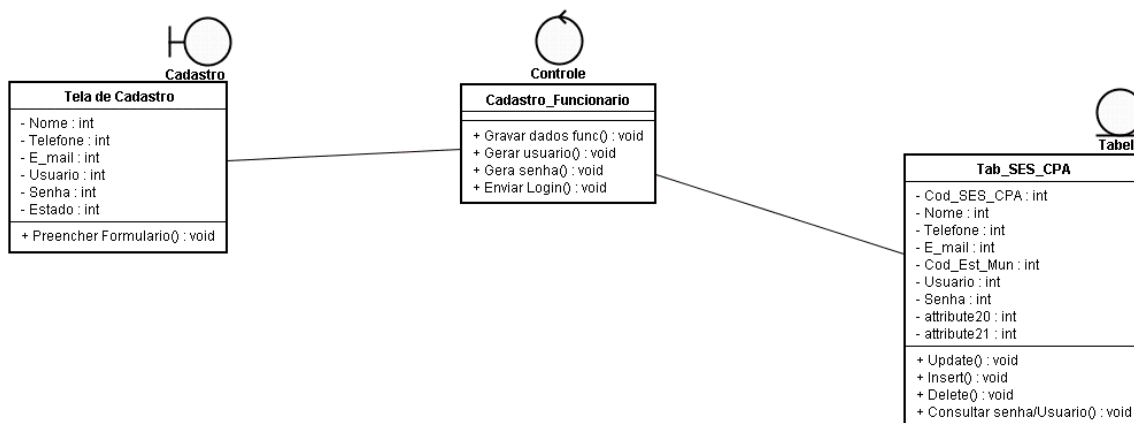 Cadastro
Tela de Cadastro
- Nome : int
- Telefone : int
- E_mail : int
- Usuario : int
- Senha : int
- Estado : int
+ Preencher Formulario() : void
Controle
Cadastro_Funcionario
+ Gravar dados func() : void
+ Gerar usuario() : void
+ Gera senha() : void
+ Enviar Login() : void
Tabel
Tab_SES_CPA
- Cod_SES_CPA : int
- Nome : int
- Telefone : int
- E_mail : int
- Cod_Est_Mun : int
- Usuario : int
- Senha : int
- attribute20 : int
- attribute21 : int
+ Update() : void
+ Insert() : void
+ Delete() : void
+ Consultar senha/Usuario() : void